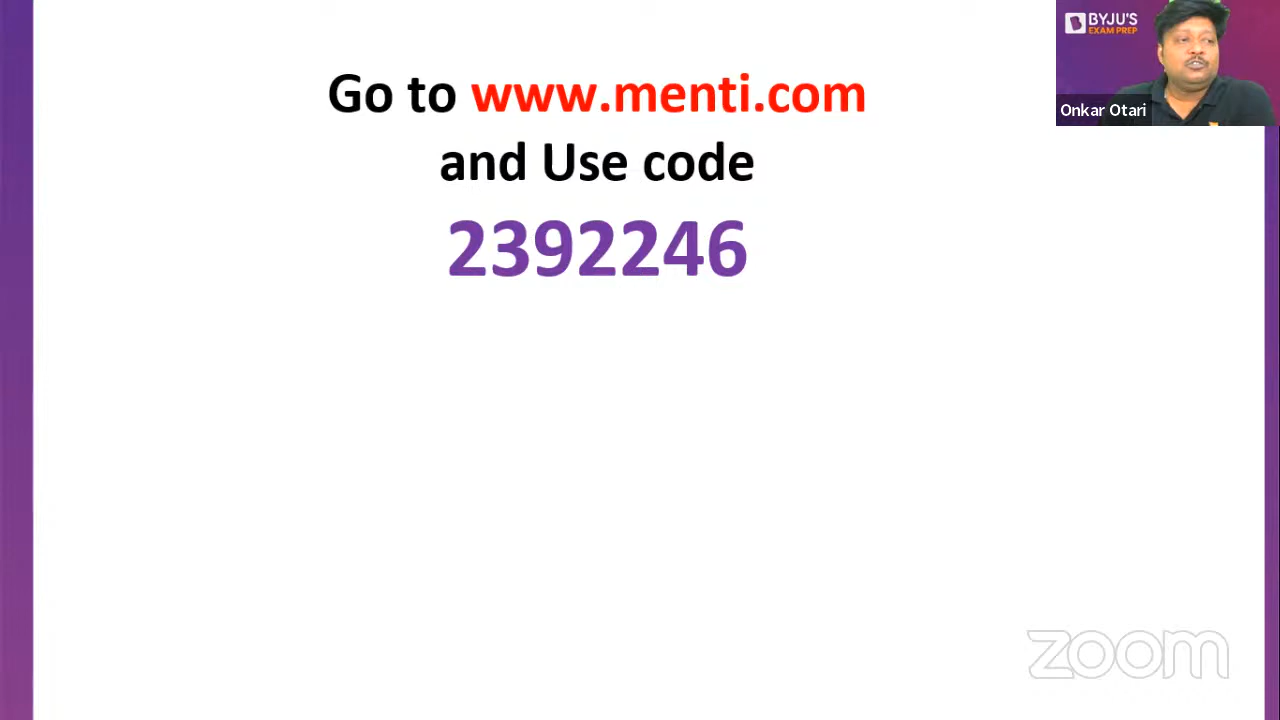 BYJU'S
EXAM PREP
Onkar Otari
Go to www.menti.com
and Use code
2392246
zoom